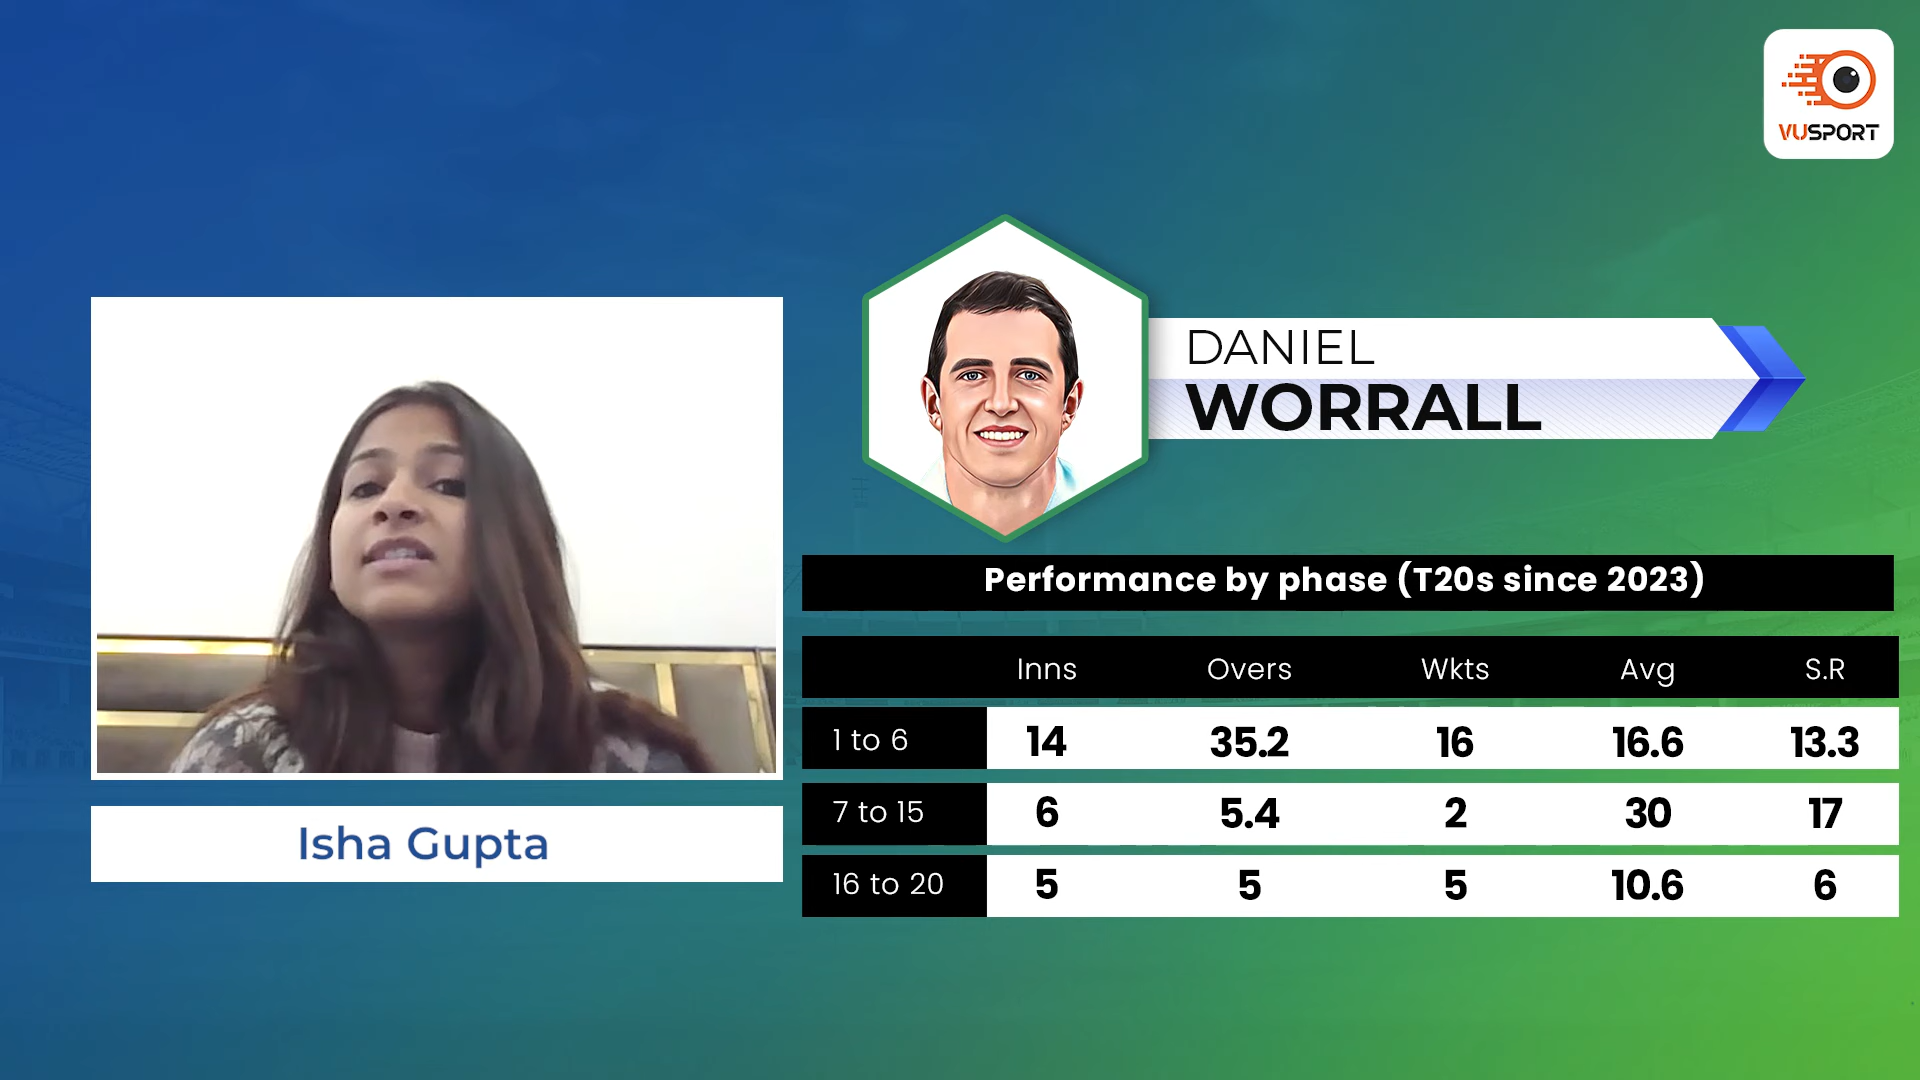 VUSPORT
DANIEL
WORRALL
Performance by phase (T20s since 2023)
Inns Overs Wkts Avg S.R
1 to 6 14 35.2 16 16.6 13.3
7 to 15 6 5.4 2 30 17
16 to 20 5 5 5 10.6 6
Isha Gupta